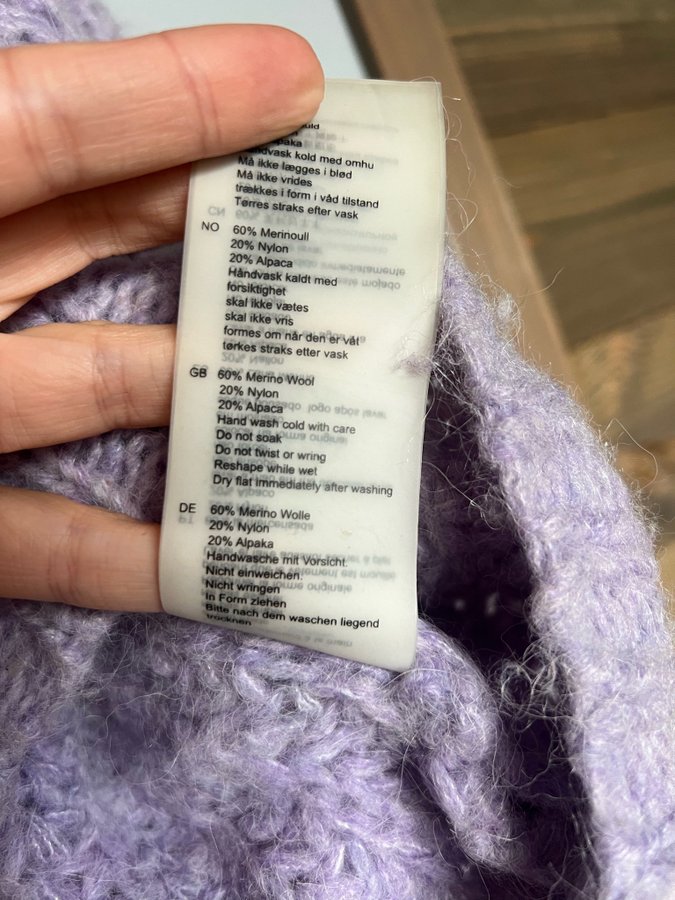 kold med omhu
Må ikke lægges i blød
Må ikke vrides
trækkes i form i våd tilstand
Tørres straks efter vask
NO 60% Merinoull
20% Nylon
20% Alpaca
Håndvask kaldt med
forsiktighet
skal ikke vætes
skal ikke vris
formes om når den er våt
tørkes straks etter vask
GB 60% Merino Wool
20% Nylon
20% Alpaca
Hand wash cold with care
Do not soak
Do not twist or wring
Reshape while wet
Dry flat immediately after washing
DE 60% Merino Wolle
20% Nylon
20% Alpaka
Handwasche mit Vorsicht.
Nicht einweichen.
Nicht wringen
In Form ziehen
Bitte nach dem waschen liegend
trocknen